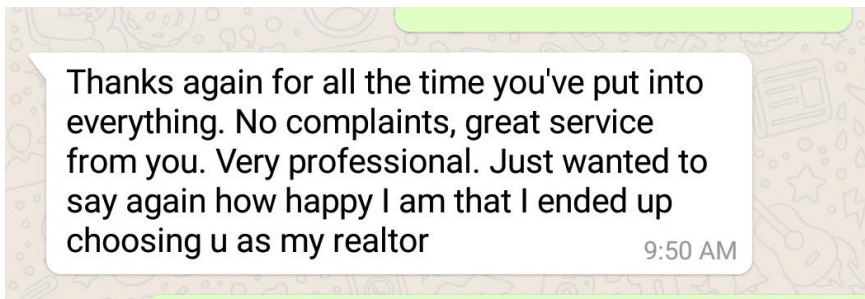 Thanks again for all the time you've put into
everything. No complaints, great service
from you. Very professional. Just wanted to
say again how happy I am that I ended up
choosing u as my realtor
9:50 AM